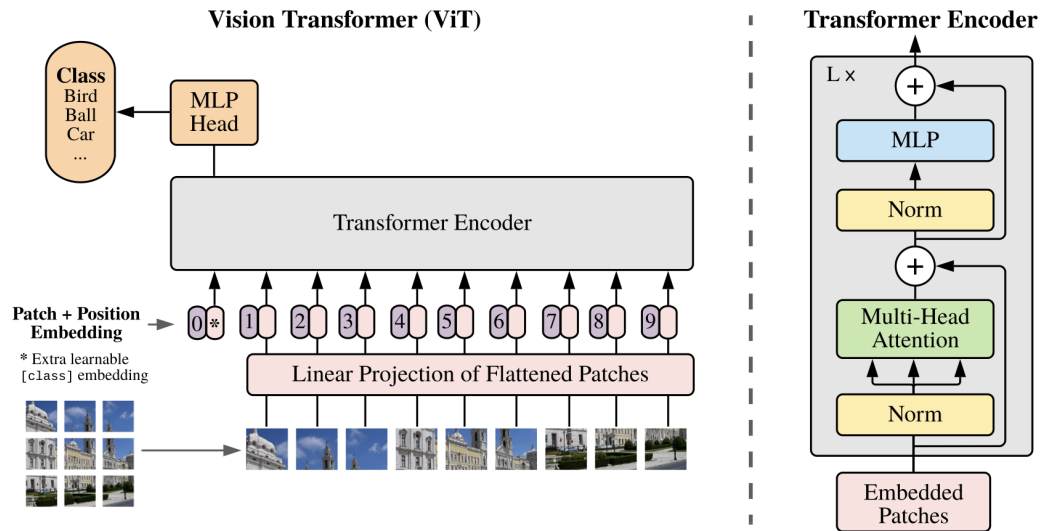 Vision Transformer (ViT)
Class
Bird
Ball
Car
...
MLP
Head
Transformer Encoder
Patch + Position
Embedding
0 * 1 2 3 4 5 6 7 8 9
* Extra learnable
[class] embedding
Linear Projection of Flattened Patches
Transformer Encoder
L ×
+
MLP
Norm
+
Multi-Head
Attention
Norm
Embedded
Patches